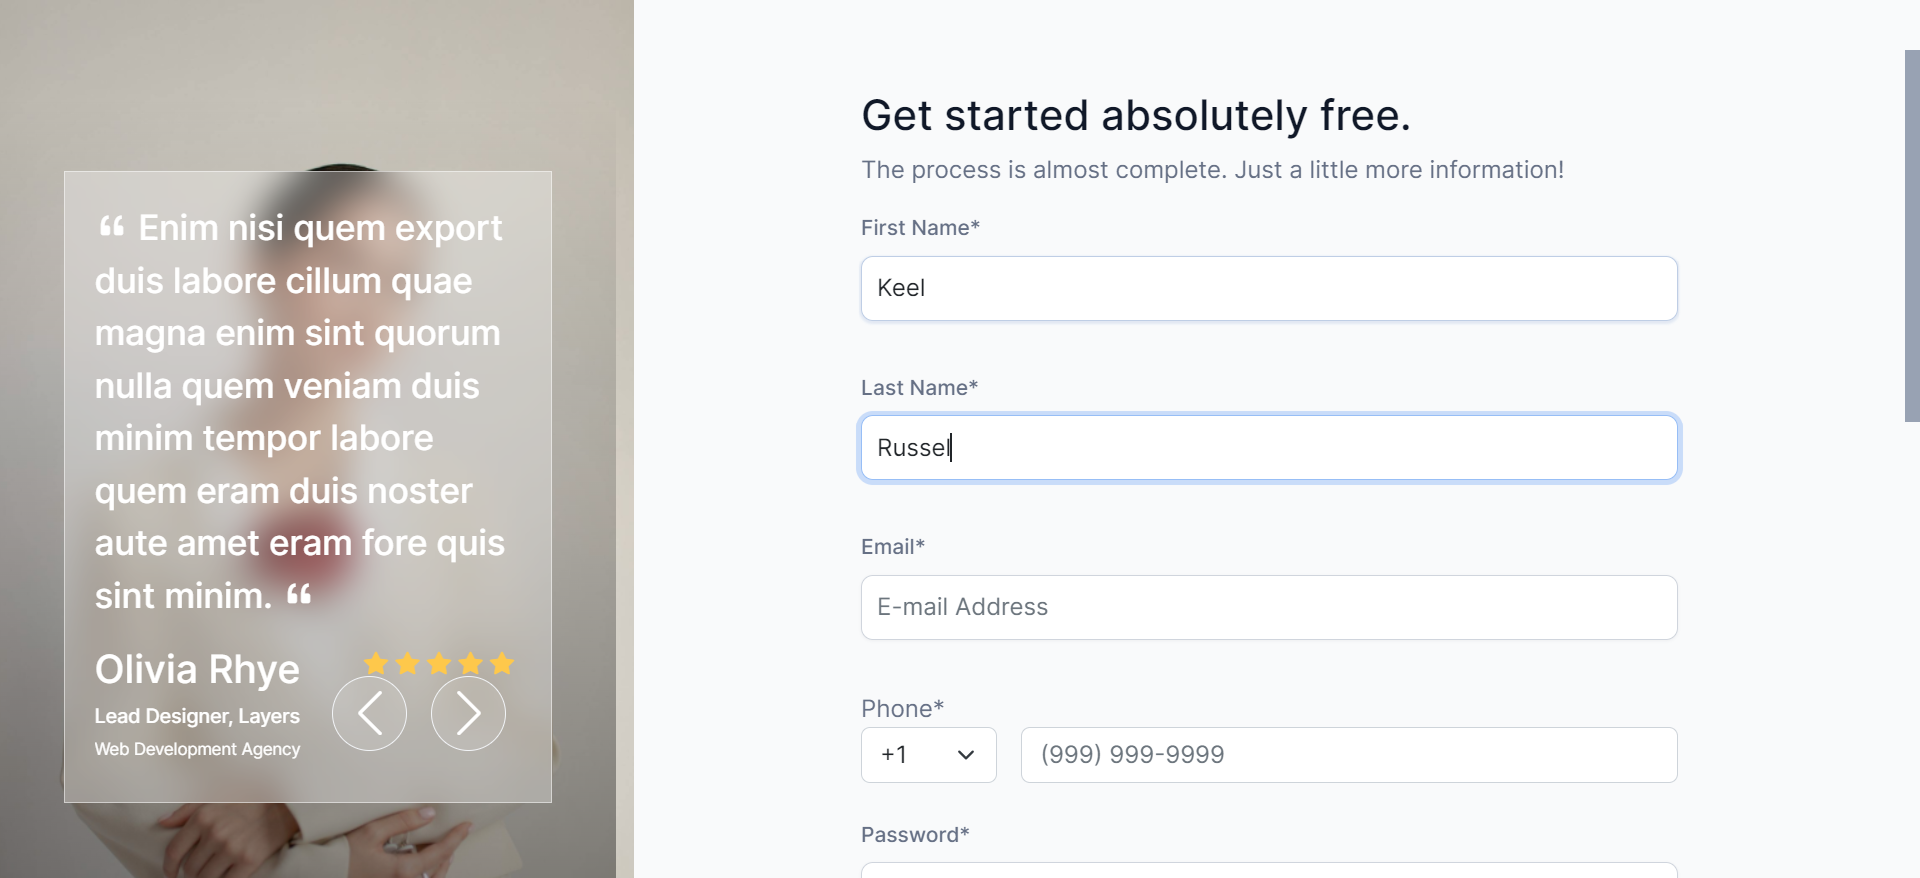 “ Enim nisi quem export
duis labore cillum quae
magna enim sint quorum
nulla quem veniam duis
minim tempor labore
quem eram duis noster
aute amet eram fore quis
sint minim. “
Olivia Rhye
Lead Designer, Layers
Web Development Agency
Get started absolutely free.
The process is almost complete. Just a little more information!
First Name*
Keel
Last Name*
Russel
Email*
E-mail Address
Phone*
+1
(999) 999-9999
Password*